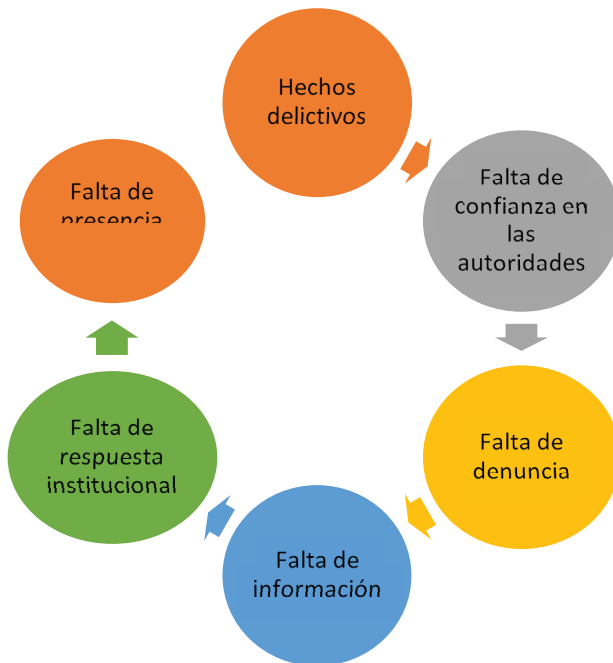 Hechos
delictivos
Falta de
confianza en
las
autoridades
Falta de
denuncia
Falta de
información
Falta de
respuesta
institucional
Falta de
presencia